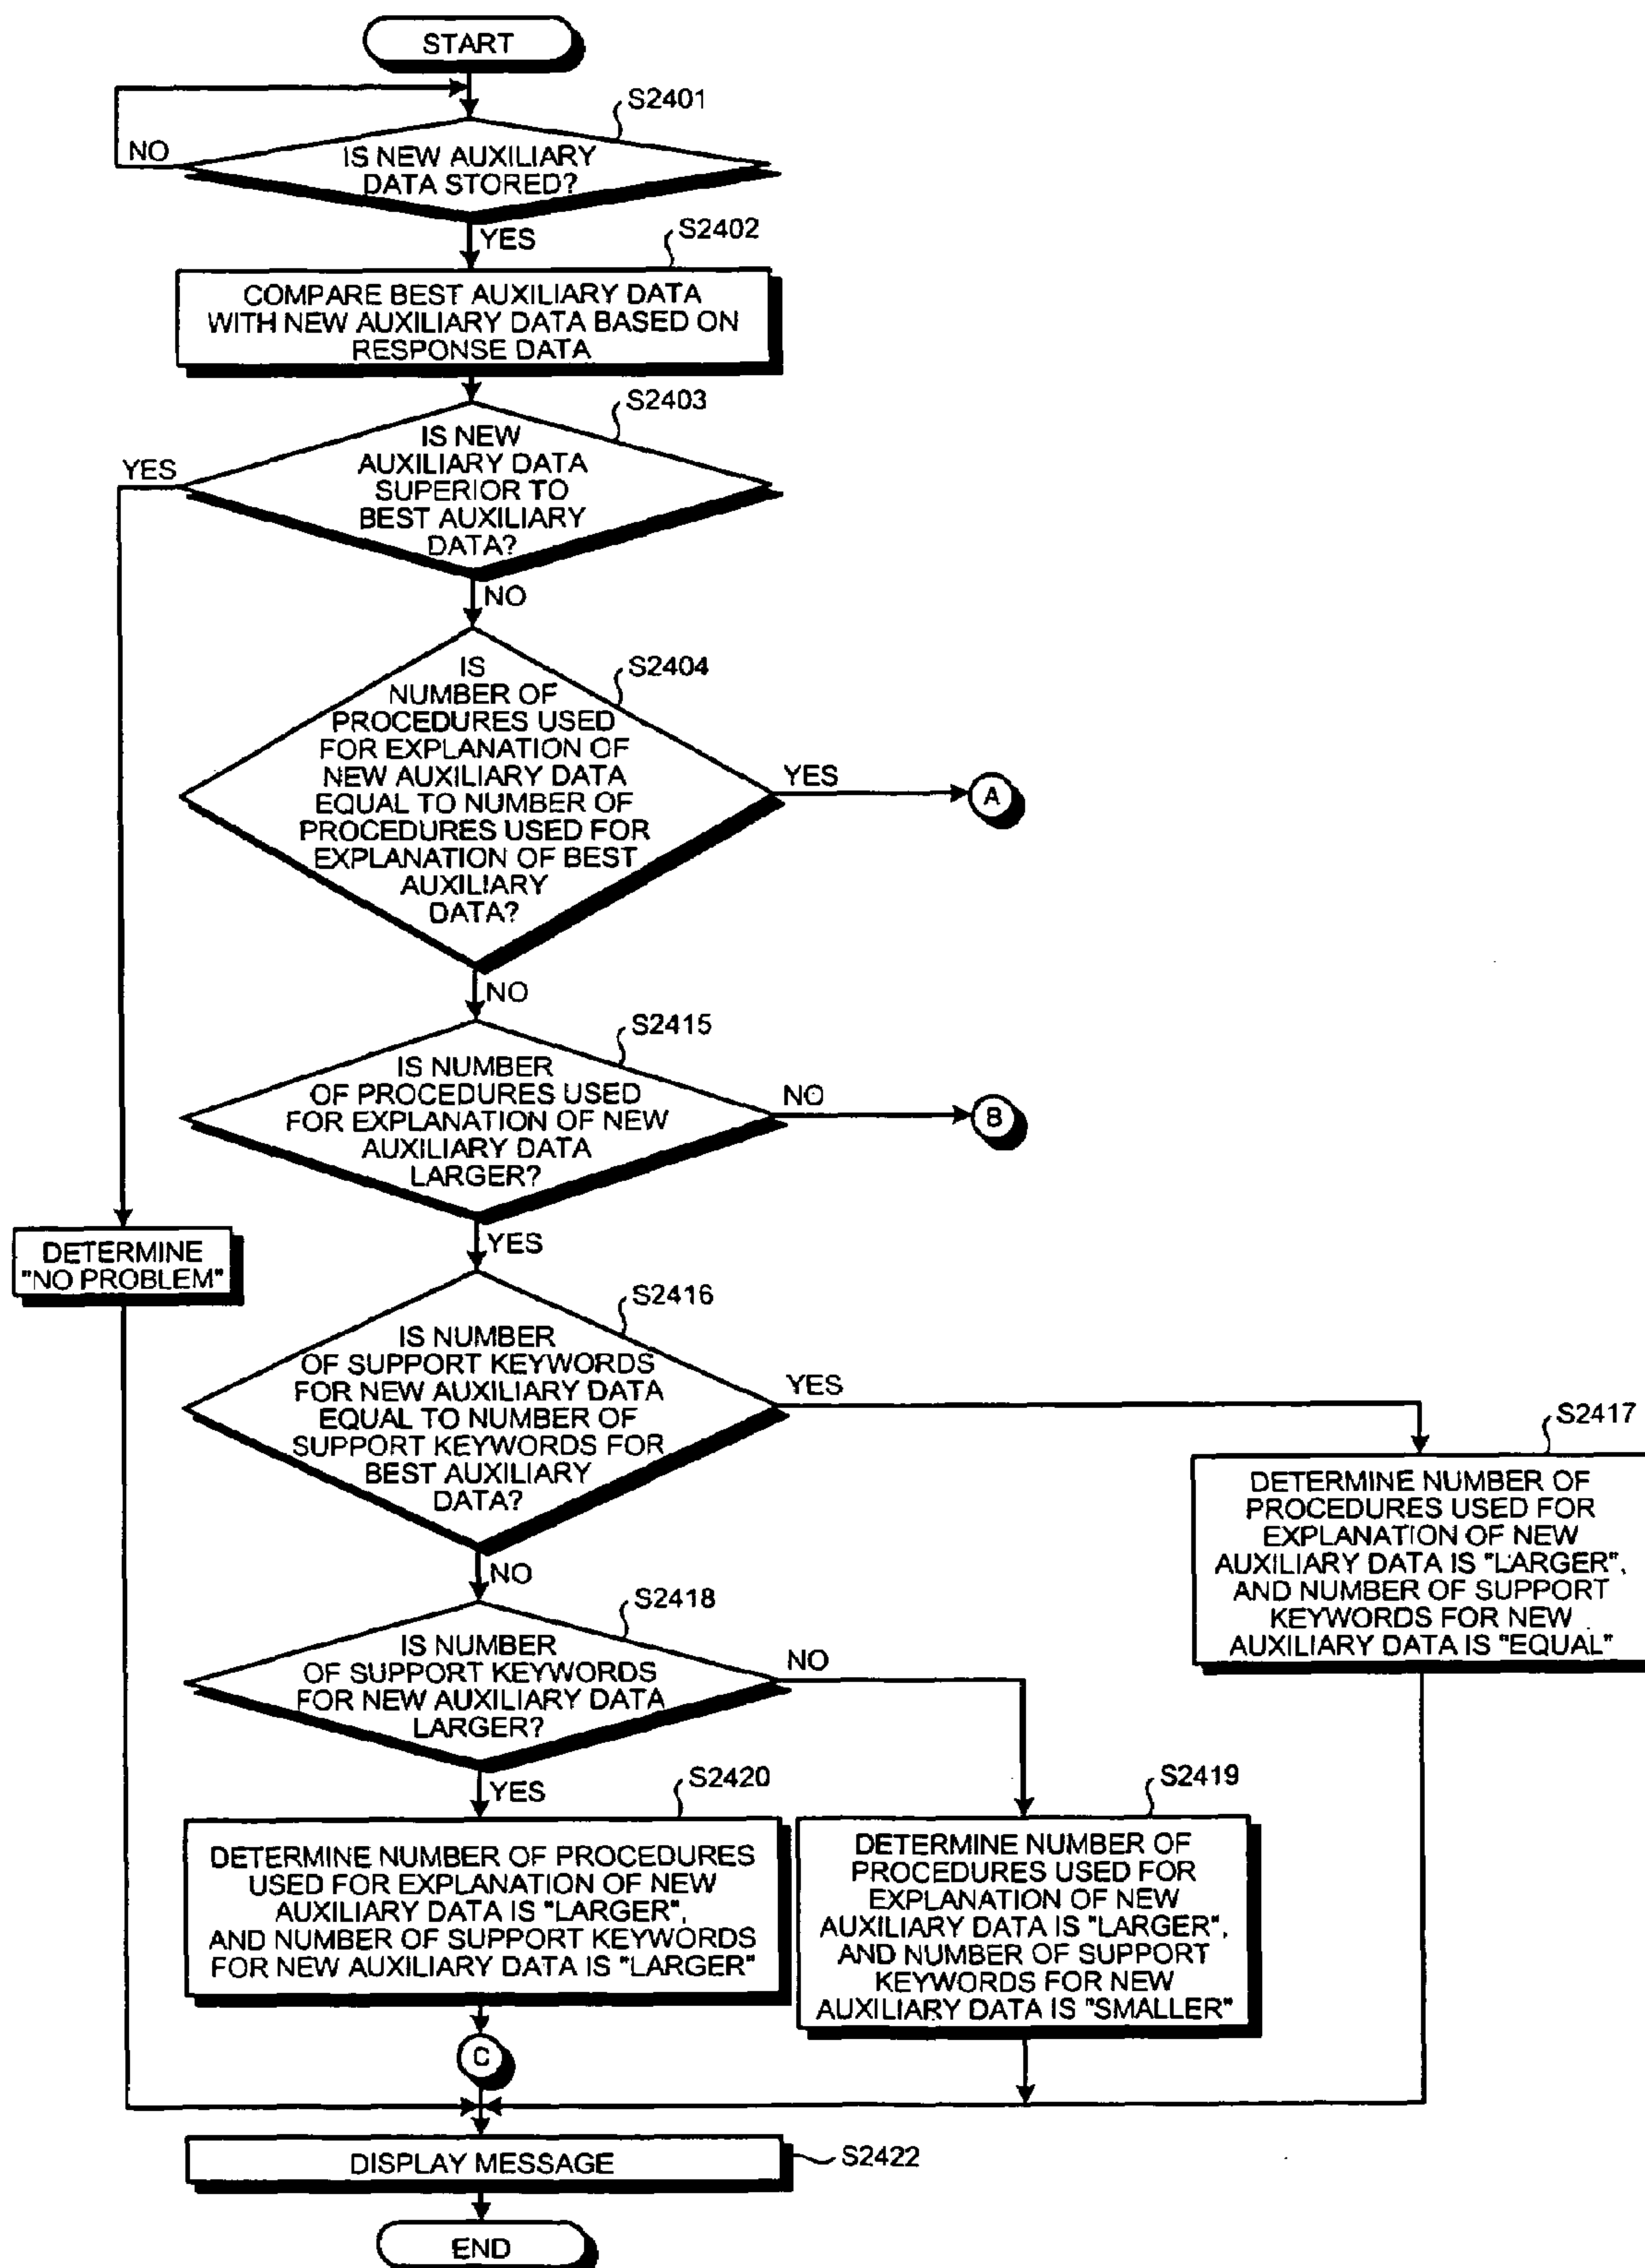 START
S2401
NO
IS NEW AUXILIARY
DATA STORED?
YES
S2402
COMPARE BEST AUXILIARY DATA
WITH NEW AUXILIARY DATA BASED ON
RESPONSE DATA
S2403
YES
IS NEW
AUXILIARY DATA
SUPERIOR TO
BEST AUXILIARY
DATA?
NO
S2404
IS
NUMBER OF
PROCEDURES USED
FOR EXPLANATION OF
NEW AUXILIARY DATA
EQUAL TO NUMBER OF
PROCEDURES USED FOR
EXPLANATION OF BEST
AUXILIARY
DATA?
YES
A
NO
S2415
IS NUMBER
OF PROCEDURES USED
FOR EXPLANATION OF NEW
AUXILIARY DATA
LARGER?
NO
B
YES
DETERMINE
"NO PROBLEM"
S2416
IS NUMBER
OF SUPPORT KEYWORDS
FOR NEW AUXILIARY DATA
EQUAL TO NUMBER OF
SUPPORT KEYWORDS FOR
BEST AUXILIARY
DATA?
YES
S2417
DETERMINE NUMBER OF
PROCEDURES USED FOR
EXPLANATION OF NEW
AUXILIARY DATA IS "LARGER",
AND NUMBER OF SUPPORT
KEYWORDS FOR NEW
AUXILIARY DATA IS "EQUAL"
NO
S2418
IS NUMBER
OF SUPPORT KEYWORDS
FOR NEW AUXILIARY DATA
LARGER?
NO
YES
S2420
DETERMINE NUMBER OF PROCEDURES
USED FOR EXPLANATION OF NEW
AUXILIARY DATA IS "LARGER",
AND NUMBER OF SUPPORT KEYWORDS
FOR NEW AUXILIARY DATA IS "LARGER"
S2419
DETERMINE NUMBER OF
PROCEDURES USED FOR
EXPLANATION OF NEW
AUXILIARY DATA IS "LARGER",
AND NUMBER OF SUPPORT
KEYWORDS FOR NEW
AUXILIARY DATA IS "SMALLER"
C
DISPLAY MESSAGE
S2422
END